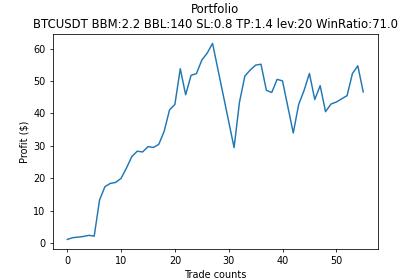 Portfolio
BTCUSDT BBM:2.2 BBL:140 SL:0.8 TP:1.4 lev:20 WinRatio:71.0
Profit ($)
60
50
40
30
20
10
0
0 10 20 30 40 50
Trade counts